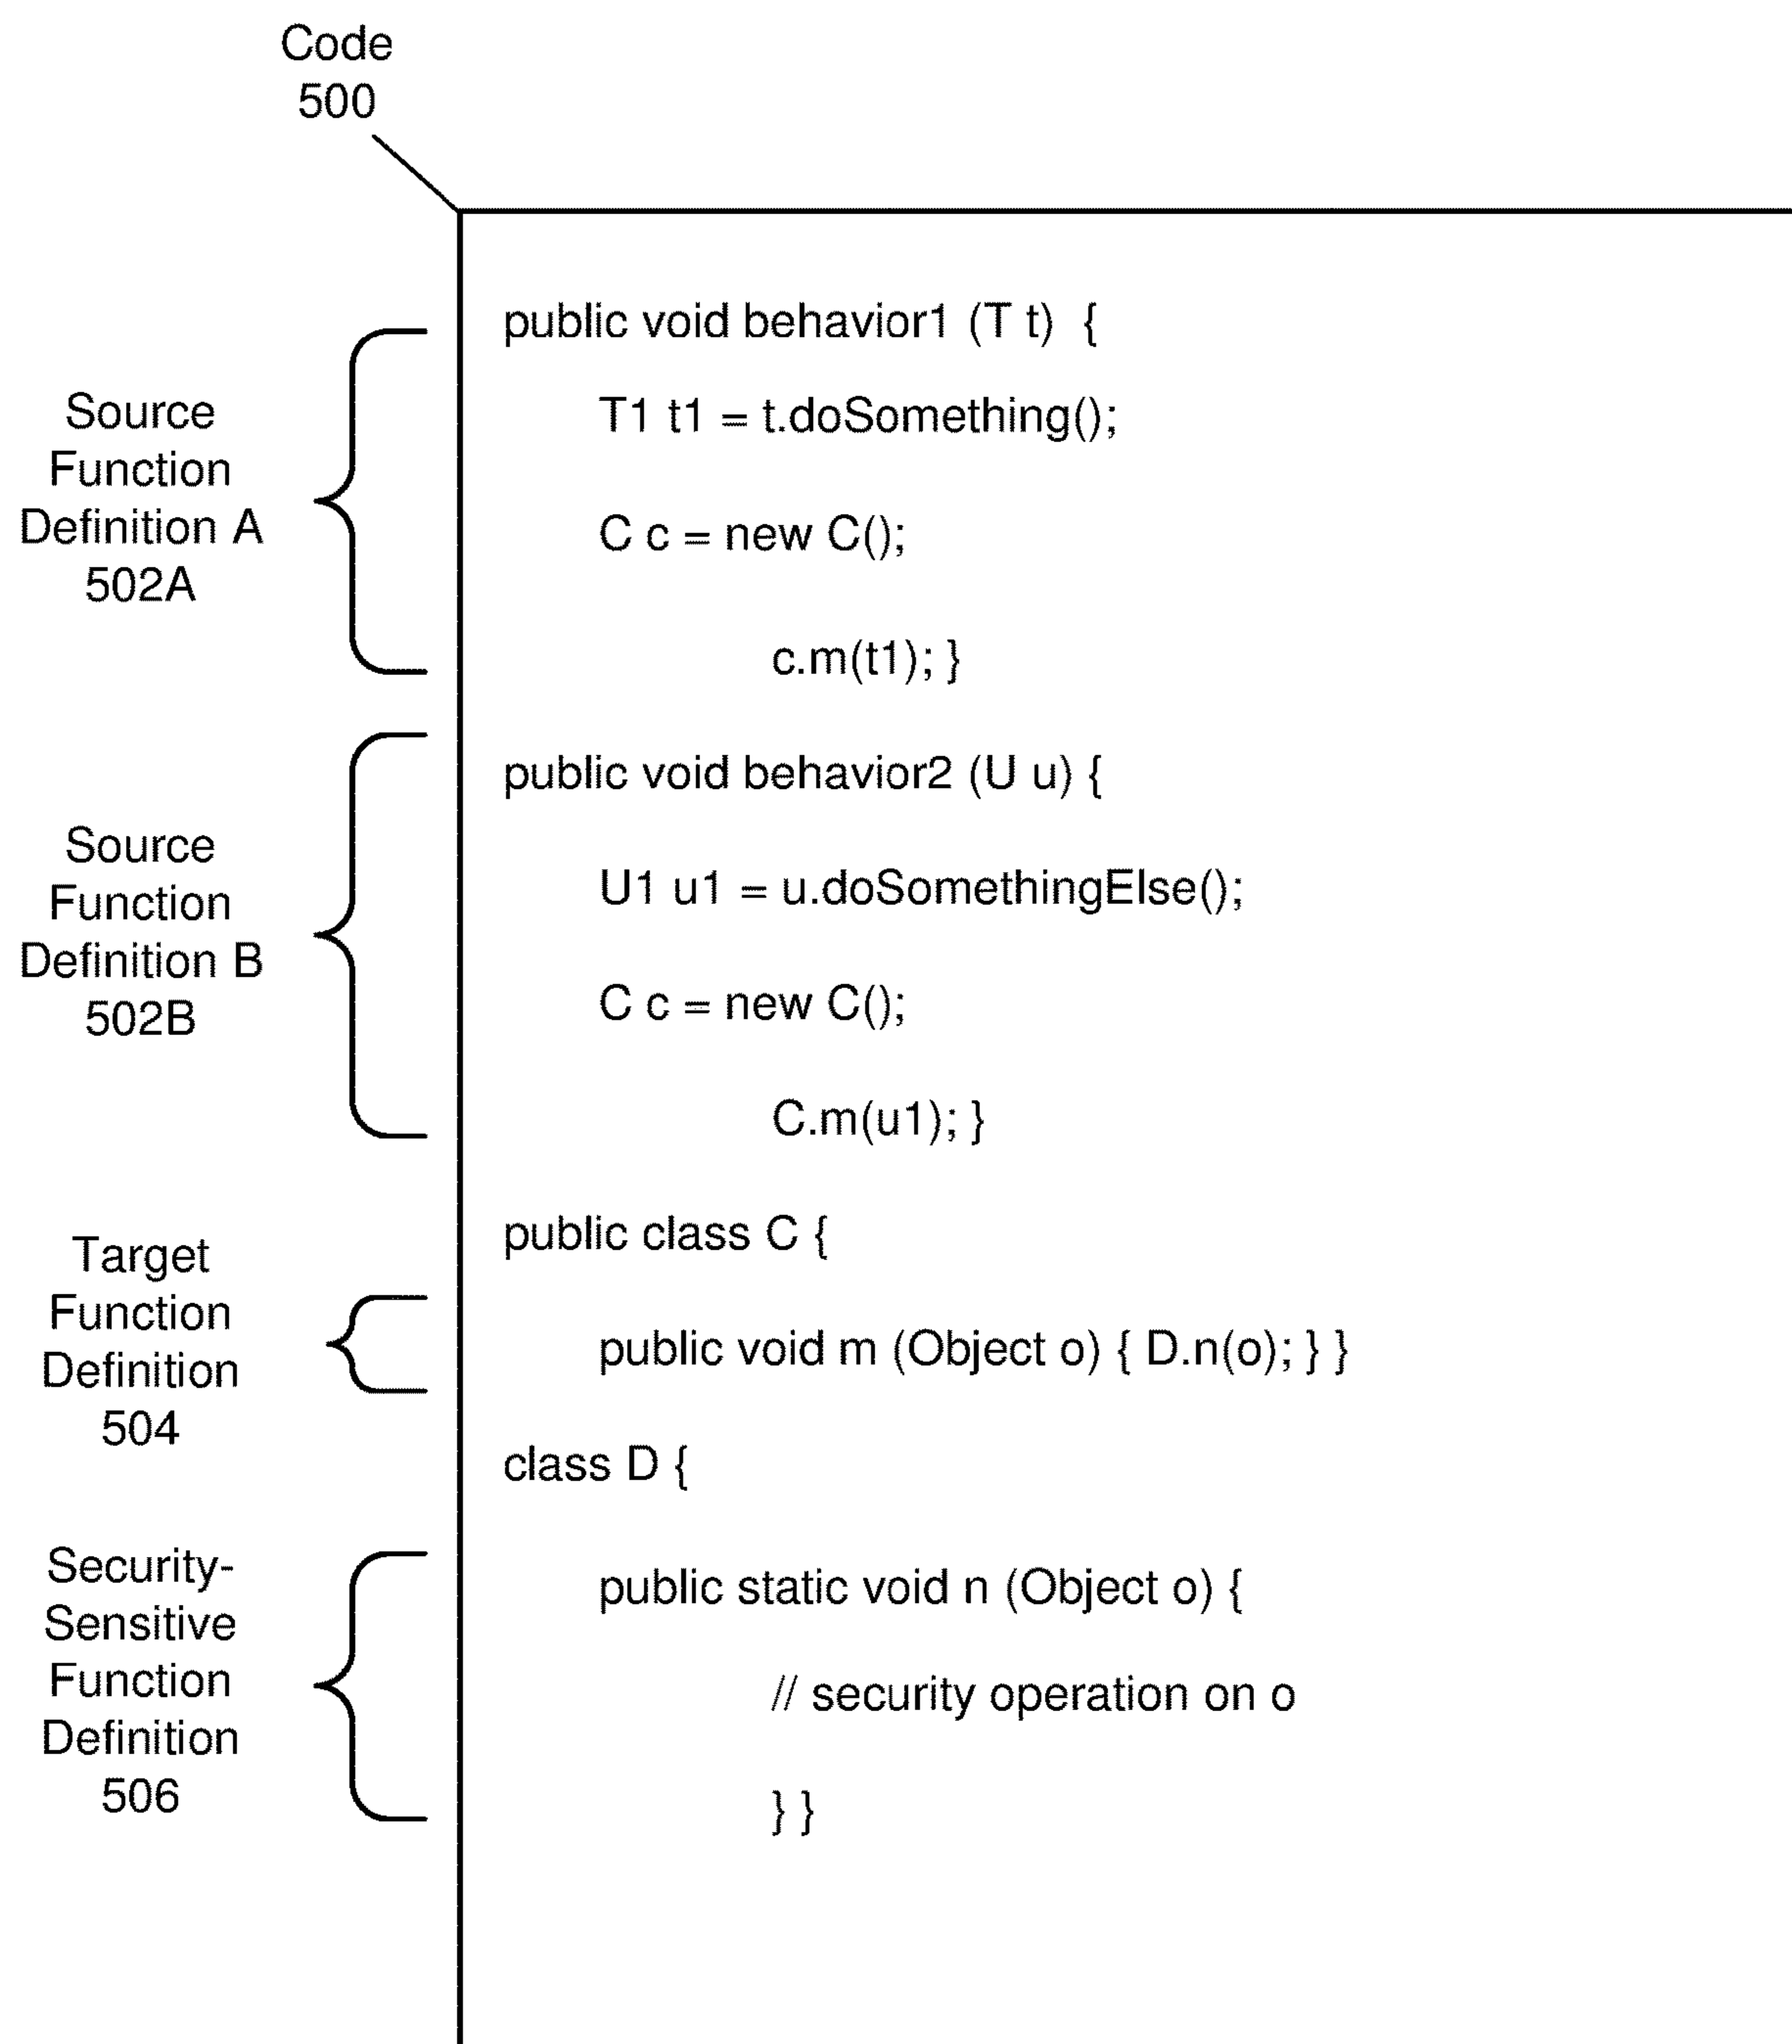 Code
500
public void behavior1 (T t) {
T1 t1 = t.doSomething();
C c = new C();
c.m(t1); }
Source
Function
Definition A
502A
public void behavior2 (U u) {
U1 u1 = u.doSomethingElse();
C c = new C();
C.m(u1); }
Source
Function
Definition B
502B
public class C {
public void m (Object o) { D.n(o); } }
Target
Function
Definition
504
class D {
public static void n (Object o) {
// security operation on o
} }
Security-
Sensitive
Function
Definition
506